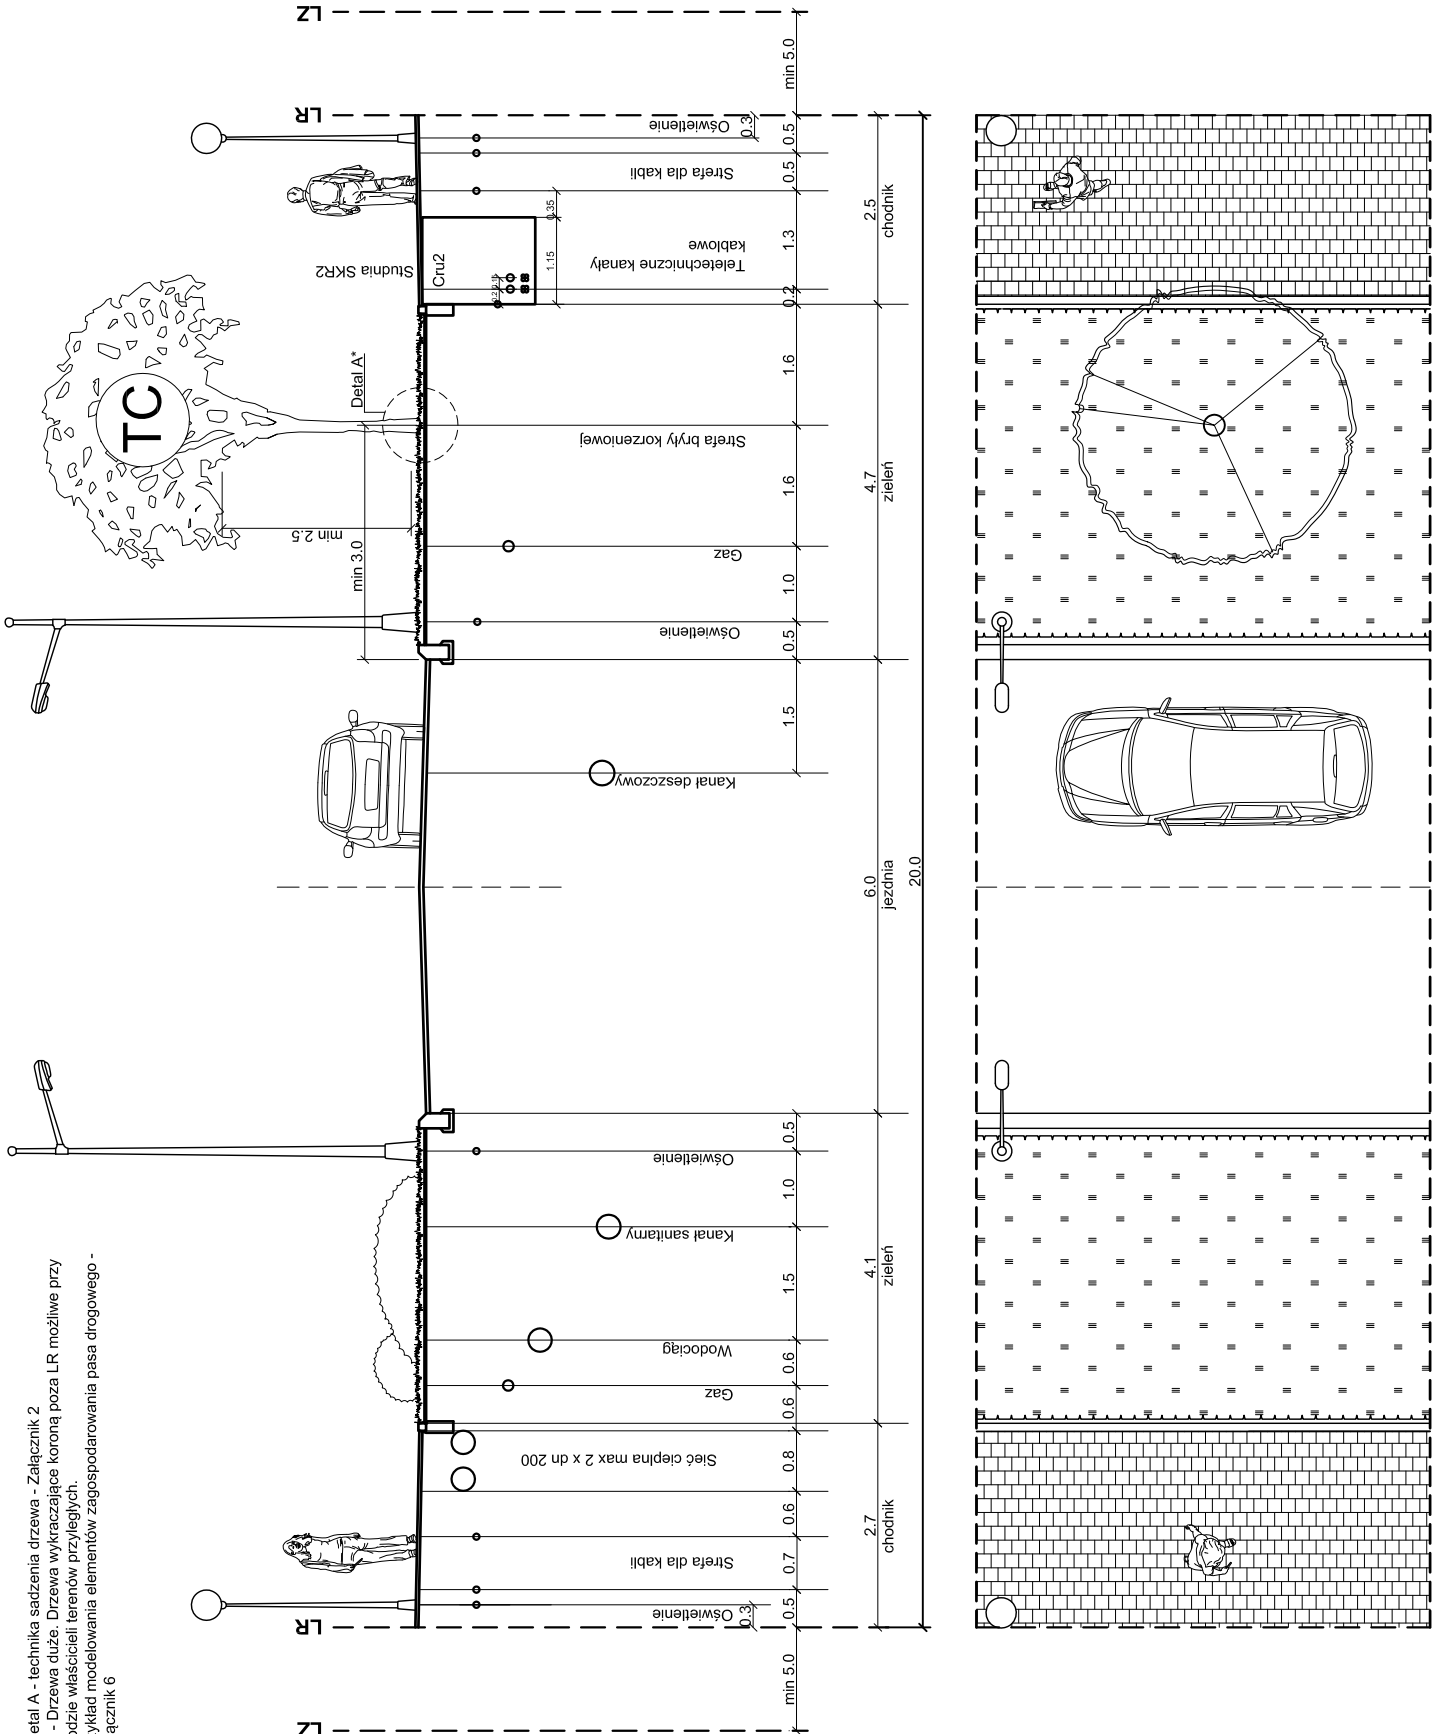 etal A - technika sadzenia drzewa - Załącznik 2
- Drzewa duże. Drzewa wykraczające koroną poza LR możliwe przy
odzie właścicieli terenów przyległych.
ykład modelowania elementów zagospodarowania pasa drogowego -
ącznik 6
LZ
LR
LR
LZ
TC
min 2.5
min 3.0
Detal A*
Studnia SKR2
Cru2
Oświetlenie
Strefa dla kabli
Sieć cieplna max 2 x dn 200
Gaz
Wodociąg
Kanał sanitarny
Oświetlenie
Kanał deszczowy
Oświetlenie
Gaz
Strefa bryły korzeniowej
Teletechniczne kanały
kablowe
Strefa dla kabli
Oświetlenie
0.3
1.15
0.35
0.3
min 5.0
0.5
0.7
0.6
0.8
0.6
0.6
1.5
1.0
0.5
1.5
0.5
1.0
1.6
1.6
0.2
1.3
0.5
0.5
min 5.0
2.7
chodnik
4.1
zieleń
6.0
jezdnia
4.7
zieleń
2.5
chodnik
20.0